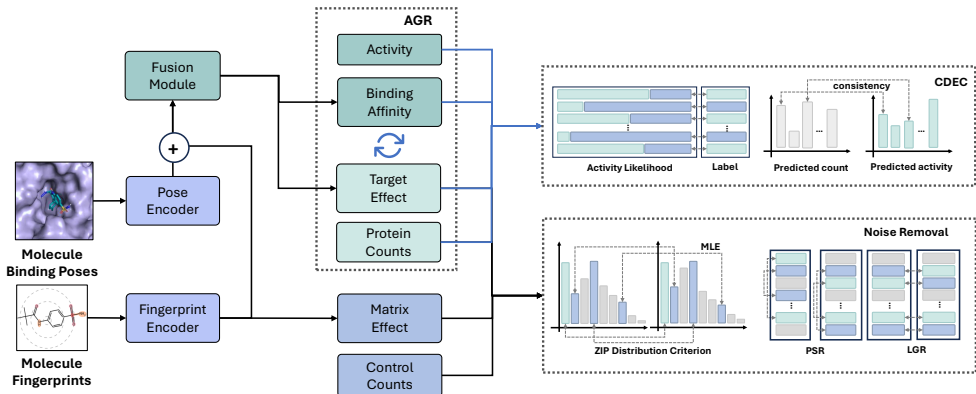 AGR
Activity
Fusion
Module
Binding
Affinity
CDEC
consistency
...
...
Activity Likelihood
Label
Predicted count
Predicted activity
+
Pose
Encoder
Target
Effect
Molecule
Binding Poses
Protein
Counts
Noise Removal
MLE
ZIP Distribution Criterion
PSR
LGR
Fingerprint
Encoder
Matrix
Effect
Molecule
Fingerprints
Control
Counts